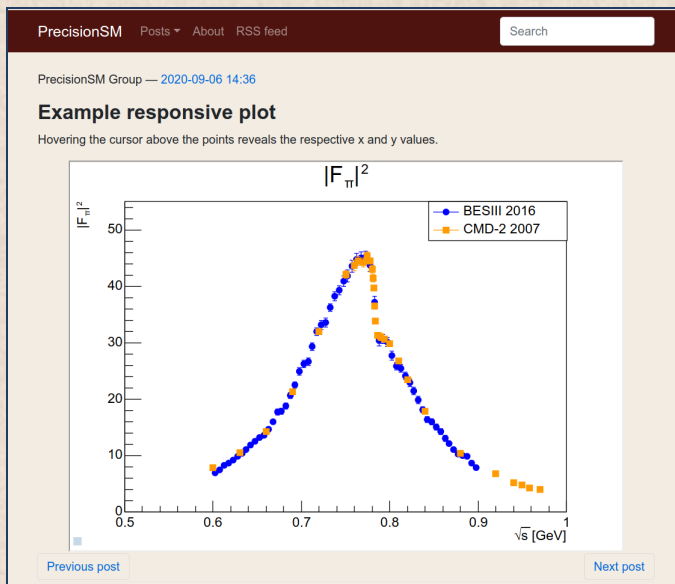 PrecisionSM Posts About RSS feed Search
PrecisionSM Group — 2020-09-06 14:36
Example responsive plot
Hovering the cursor above the points reveals the respective x and y values.
|Fπ|²
|Fπ|²
BESIII 2016
CMD-2 2007
50
40
30
20
10
0
0.5 0.6 0.7 0.8 0.9 1
√s [GeV]
Previous post Next post